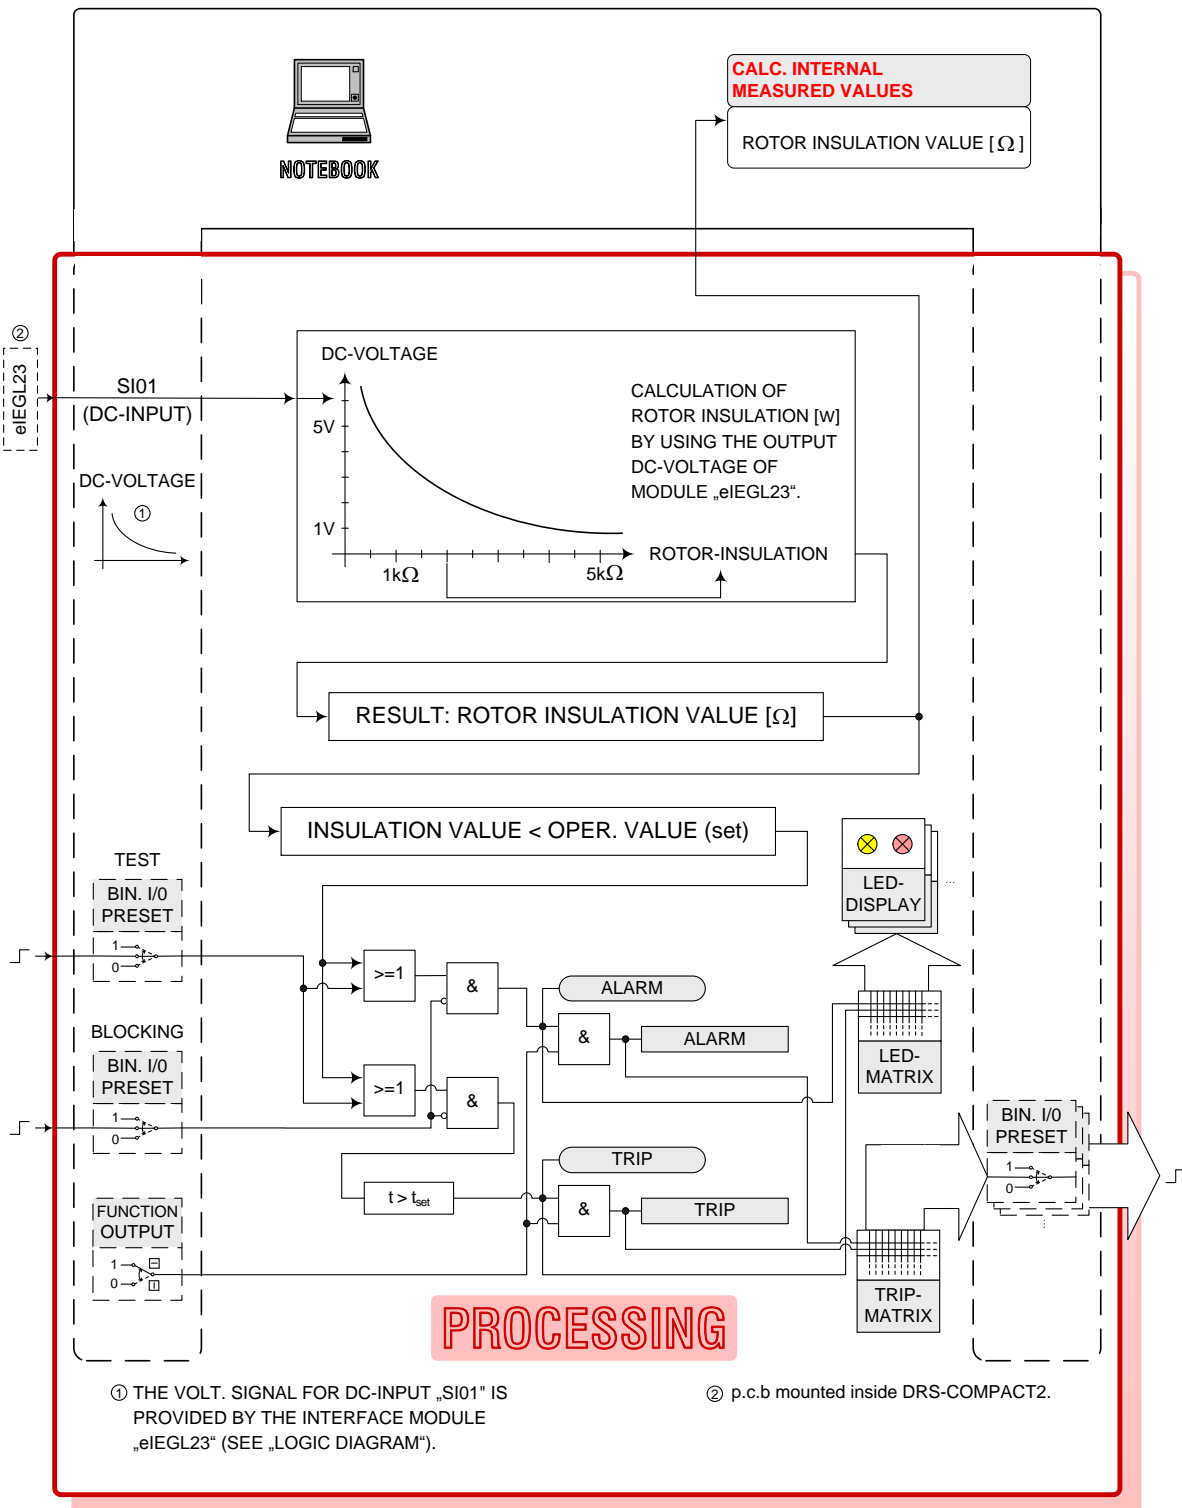 NOTEBOOK
CALC. INTERNAL
MEASURED VALUES
ROTOR INSULATION VALUE [Ω]
②
eIEGL23
SI01
(DC-INPUT)
DC-VOLTAGE
①
DC-VOLTAGE
5V
1V
1kΩ
5kΩ
ROTOR-INSULATION
CALCULATION OF
ROTOR INSULATION [W]
BY USING THE OUTPUT
DC-VOLTAGE OF
MODULE „eIEGL23“.
RESULT: ROTOR INSULATION VALUE [Ω]
INSULATION VALUE < OPER. VALUE (set)
TEST
BIN. I/0
PRESET
1
0
BLOCKING
BIN. I/0
PRESET
1
0
FUNCTION
OUTPUT
1
0
>=1
&
>=1
&
t > tset
ALARM
&
ALARM
TRIP
&
TRIP
LED-
DISPLAY
...
LED-
MATRIX
TRIP-
MATRIX
BIN. I/0
PRESET
1
0
PROCESSING
① THE VOLT. SIGNAL FOR DC-INPUT „SI01" IS
PROVIDED BY THE INTERFACE MODULE
„eIEGL23“ (SEE „LOGIC DIAGRAM“).
② p.c.b mounted inside DRS-COMPACT2.